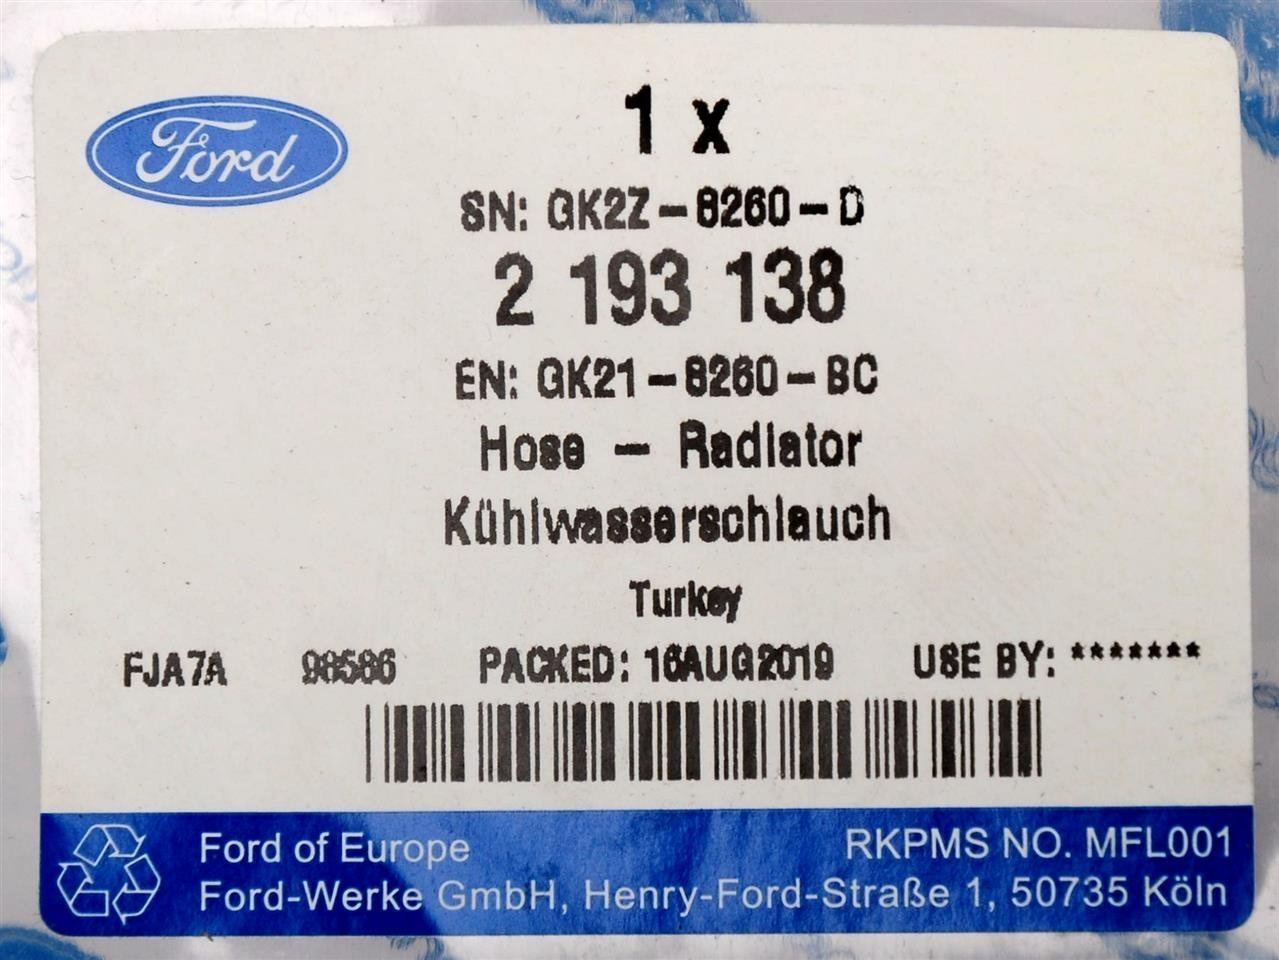 Ford
1 x
SN: GK2Z-8260-D
2 193 138
EN: GK21-8260-BC
Hose - Radiator
Kühlwasserschlauch
Turkey
FJA7A 98586 PACKED: 16AUG2019 USE BY: *******
Ford of Europe RKPMS NO. MFL001
Ford-Werke GmbH, Henry-Ford-Straße 1, 50735 Köln